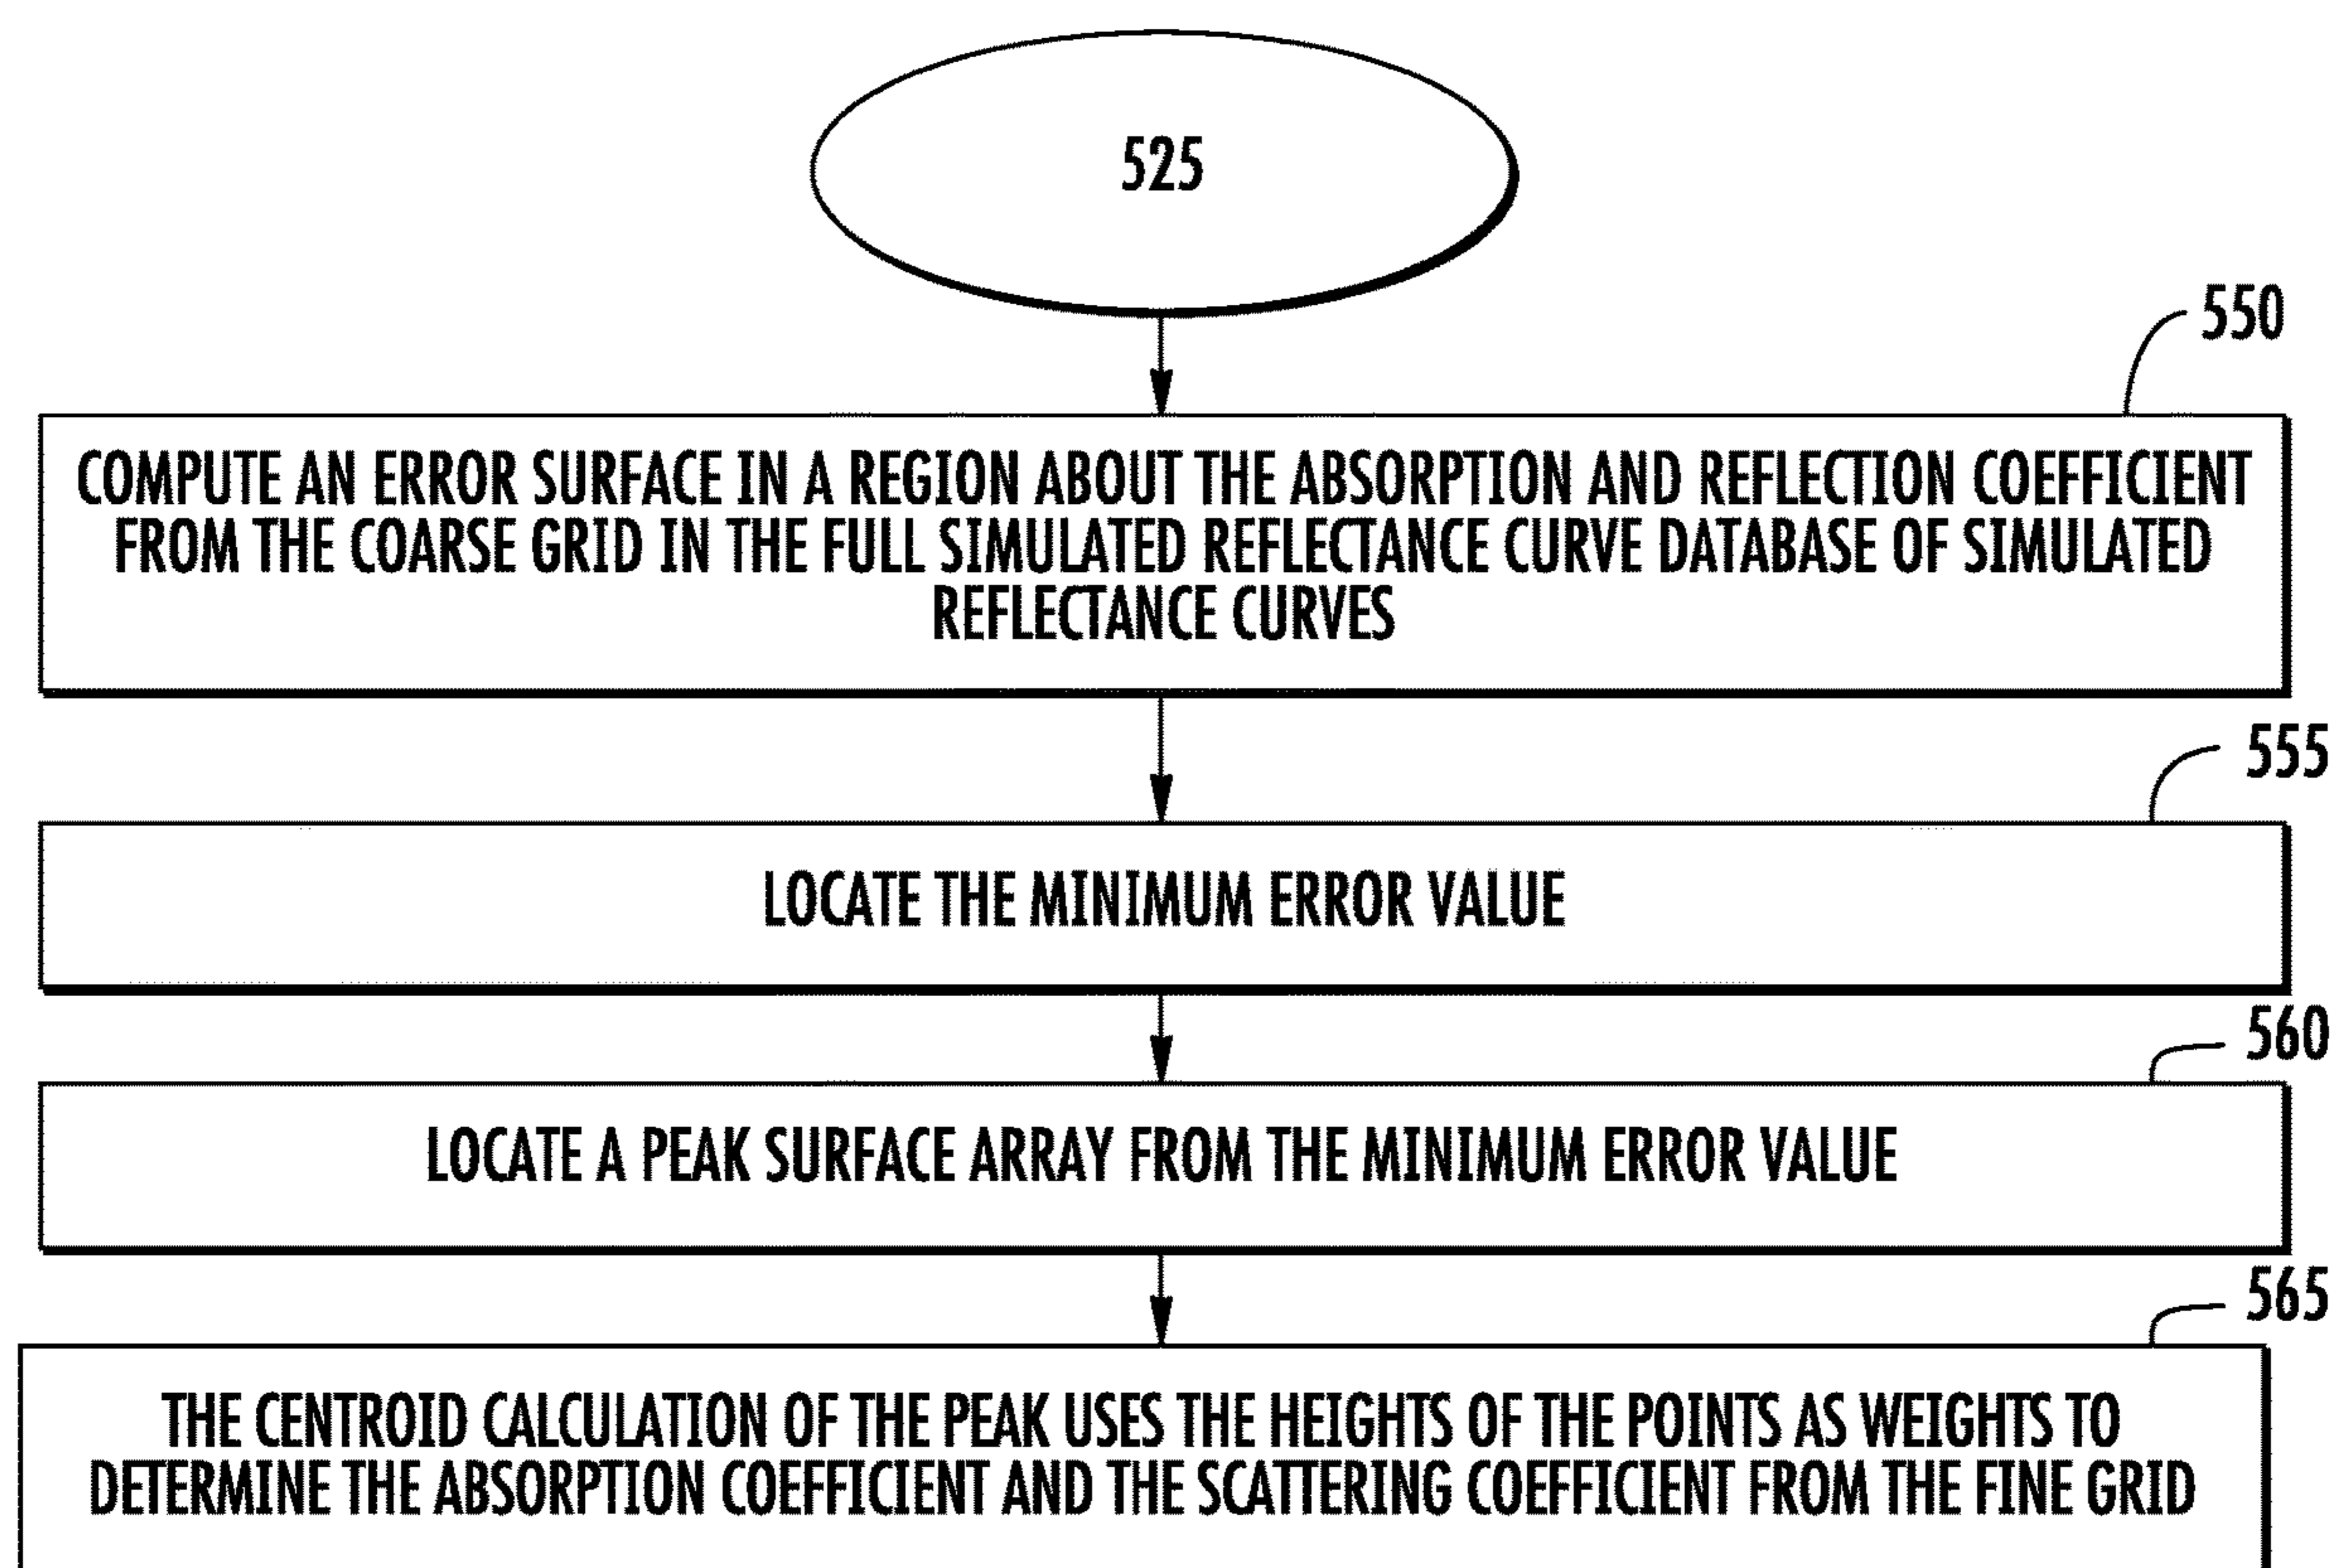 525
550
COMPUTE AN ERROR SURFACE IN A REGION ABOUT THE ABSORPTION AND REFLECTION COEFFICIENT
FROM THE COARSE GRID IN THE FULL SIMULATED REFLECTANCE CURVE DATABASE OF SIMULATED
REFLECTANCE CURVES
555
LOCATE THE MINIMUM ERROR VALUE
560
LOCATE A PEAK SURFACE ARRAY FROM THE MINIMUM ERROR VALUE
565
THE CENTROID CALCULATION OF THE PEAK USES THE HEIGHTS OF THE POINTS AS WEIGHTS TO
DETERMINE THE ABSORPTION COEFFICIENT AND THE SCATTERING COEFFICIENT FROM THE FINE GRID